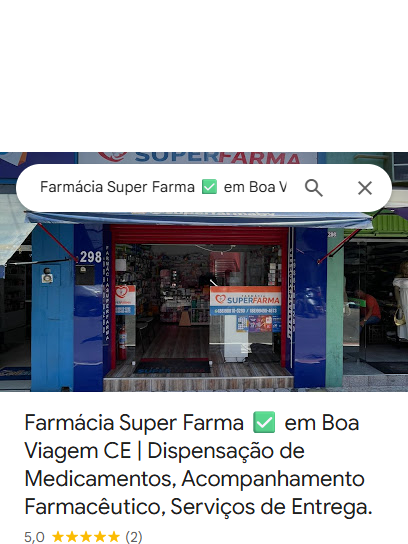 SUPERFARMA
Farmácia Super Farma ✅ em Boa V
298
298
FARMÁCIA SUPERFARMA
SUPERFARMA
Farmácia Super Farma ✅ em Boa
Viagem CE | Dispensação de
Medicamentos, Acompanhamento
Farmacêutico, Serviços de Entrega.
5,0 ★★★★★ (2)